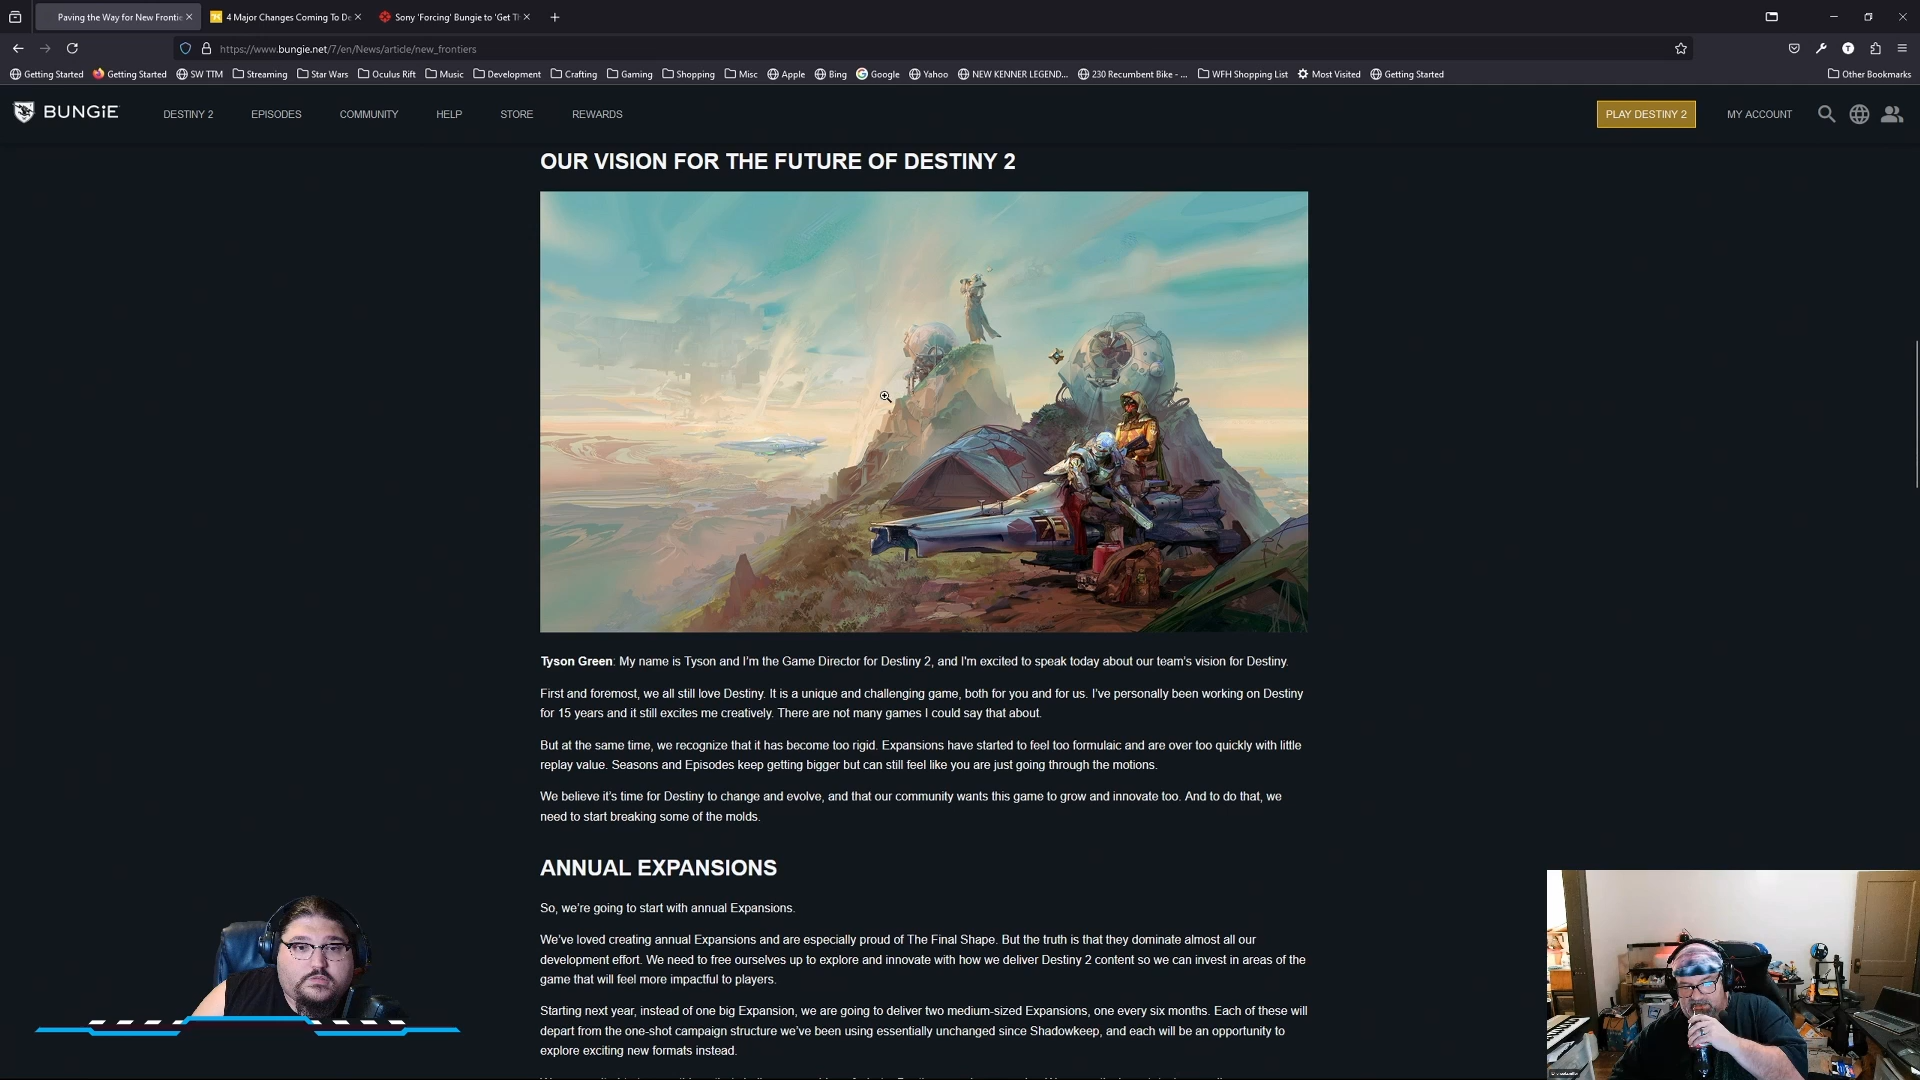 Paving the Way for New Frontie
4 Major Changes Coming To De
Sony 'Forcing' Bungie to 'Get Th
https://www.bungie.net/7/en/News/article/new_frontiers
Getting Started
Getting Started
SW TTM
Streaming
Star Wars
Oculus Rift
Music
Development
Crafting
Gaming
Shopping
Misc
Apple
Bing
Google
Yahoo
NEW KENNER LEGEND...
230 Recumbent Bike - ...
WFH Shopping List
Most Visited
Getting Started
Other Bookmarks
BUNGiE
DESTINY 2
EPISODES
COMMUNITY
HELP
STORE
REWARDS
PLAY DESTINY 2
MY ACCOUNT
OUR VISION FOR THE FUTURE OF DESTINY 2
Tyson Green: My name is Tyson and I'm the Game Director for Destiny 2, and I'm excited to speak today about our team's vision for Destiny.
First and foremost, we all still love Destiny. It is a unique and challenging game, both for you and for us. I've personally been working on Destiny
for 15 years and it still excites me creatively. There are not many games I could say that about.
But at the same time, we recognize that it has become too rigid. Expansions have started to feel too formulaic and are over too quickly with little
replay value. Seasons and Episodes keep getting bigger but can still feel like you are just going through the motions.
We believe it's time for Destiny to change and evolve, and that our community wants this game to grow and innovate too. And to do that, we
need to start breaking some of the molds.
ANNUAL EXPANSIONS
So, we're going to start with annual Expansions.
We've loved creating annual Expansions and are especially proud of The Final Shape. But the truth is that they dominate almost all our
development effort. We need to free ourselves up to explore and innovate with how we deliver Destiny 2 content so we can invest in areas of the
game that will feel more impactful to players.
Starting next year, instead of one big Expansion, we are going to deliver two medium-sized Expansions, one every six months. Each of these will
depart from the one-shot campaign structure we've been using essentially unchanged since Shadowkeep, and each will be an opportunity to
explore exciting new formats instead.